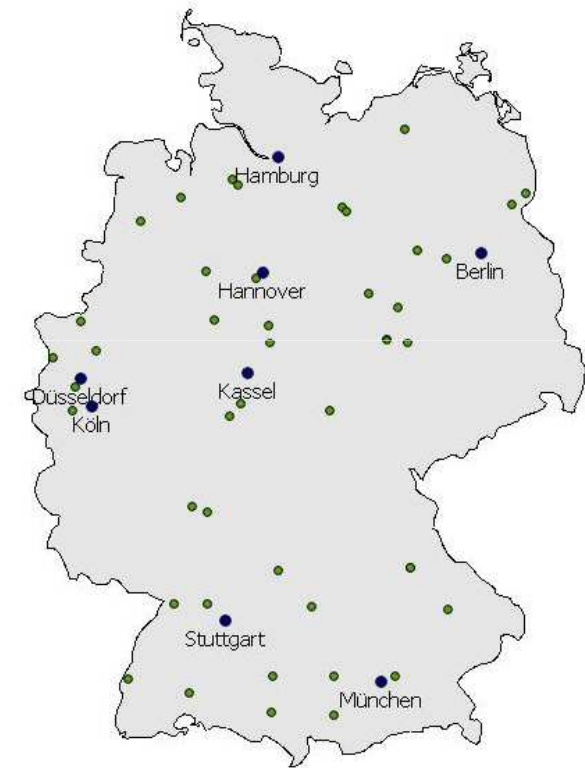 Hamburg
Berlin
Hannover
Kassel
Düsseldorf
Köln
Stuttgart
München